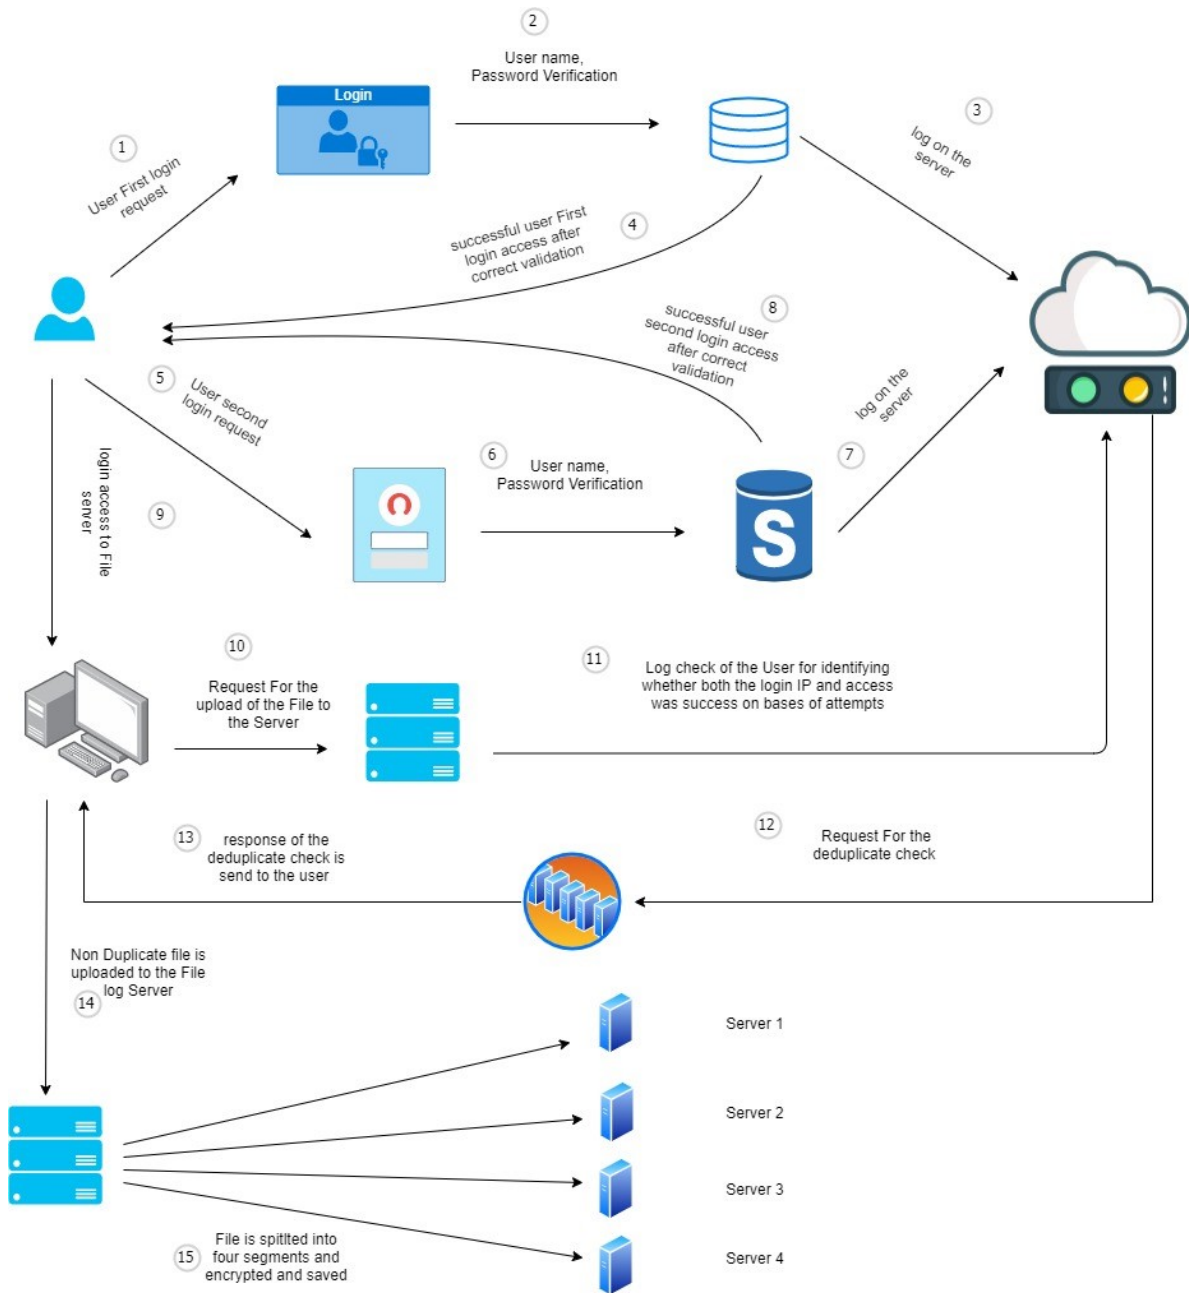 2
User name,
Password Verification
Login
1
User First login
request
3
log on the
server
successful user First
login access after
correct validation
4
8
successful user
second login access
after correct
validation
5
User second
login request
log on the
server
7
6
User name,
Password Verification
S
login access to File
server
9
10
Request For the
upload of the File to
the Server
11
Log check of the User for identifying
whether both the login IP and access
was success on bases of attempts
12
Request For the
deduplicate check
13
response of the
deduplicate check is
send to the user
Non Duplicate file is
uploaded to the File
log Server
14
Server 1
Server 2
Server 3
Server 4
15
File is spitlted into
four segments and
encrypted and saved